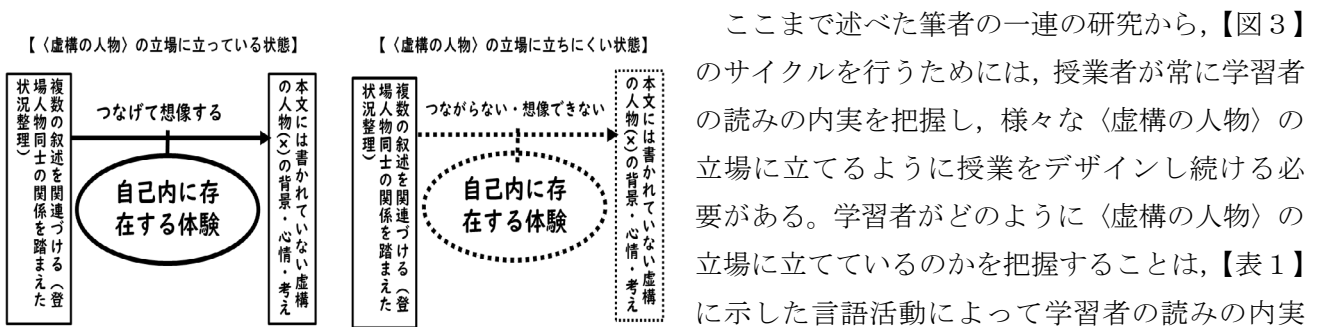 【〈虚構の人物〉の立場に立っている状態】
複数の叙述を関連づける（登
場人物同士の関係を踏まえた
状況整理）
つなげて想像する
自己内に存
在する体験
本文には書かれていない虚構
の人物(×)の背景・心情・考え
【〈虚構の人物〉の立場に立ちにくい状態】
複数の叙述を関連づける（登
場人物同士の関係を踏まえた
状況整理）
つながらない・想像できない
自己内に存
在する体験
本文には書かれていない虚構
の人物(×)の背景・心情・考え
ここまで述べた筆者の一連の研究から，【図３】
のサイクルを行うためには，授業者が常に学習者
の読みの内実を把握し，様々な〈虚構の人物〉の
立場に立てるように授業をデザインし続ける必
要がある。学習者がどのように〈虚構の人物〉の
立場に立てているのかを把握することは，【表１】
に示した言語活動によって学習者の読みの内実